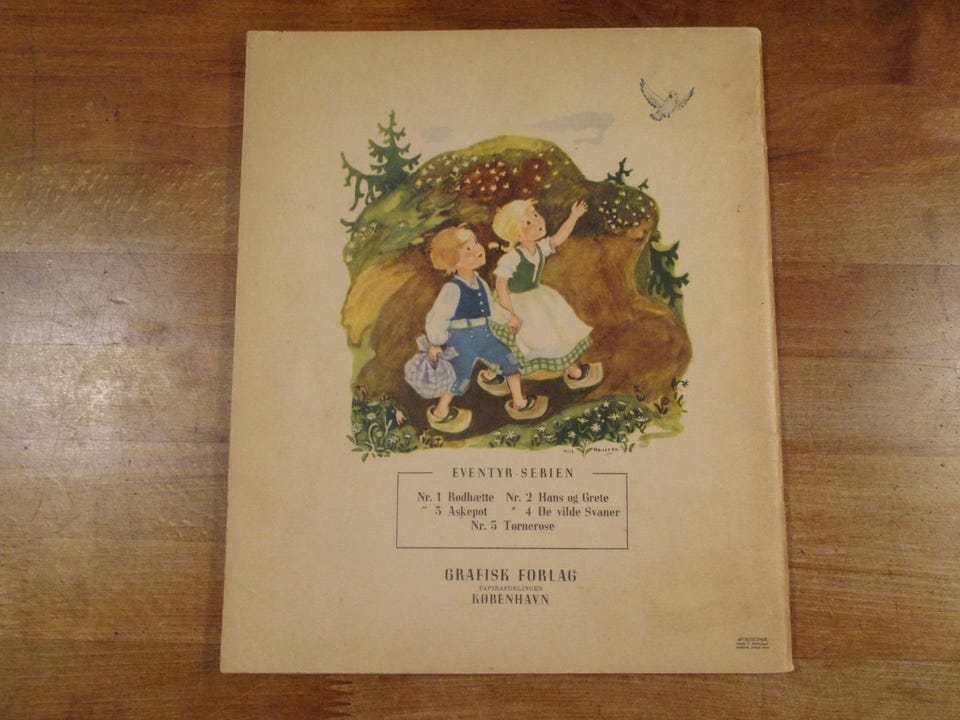 EVENTYR-SERIEN
Nr. 1 Rødhætte Nr. 2 Hans og Grete
" 3 Askepot " 4 De vilde Svaner
Nr. 5 Tornerose
GRAFISK FORLAG
PAPIRAFDELINGEN
KØBENHAVN